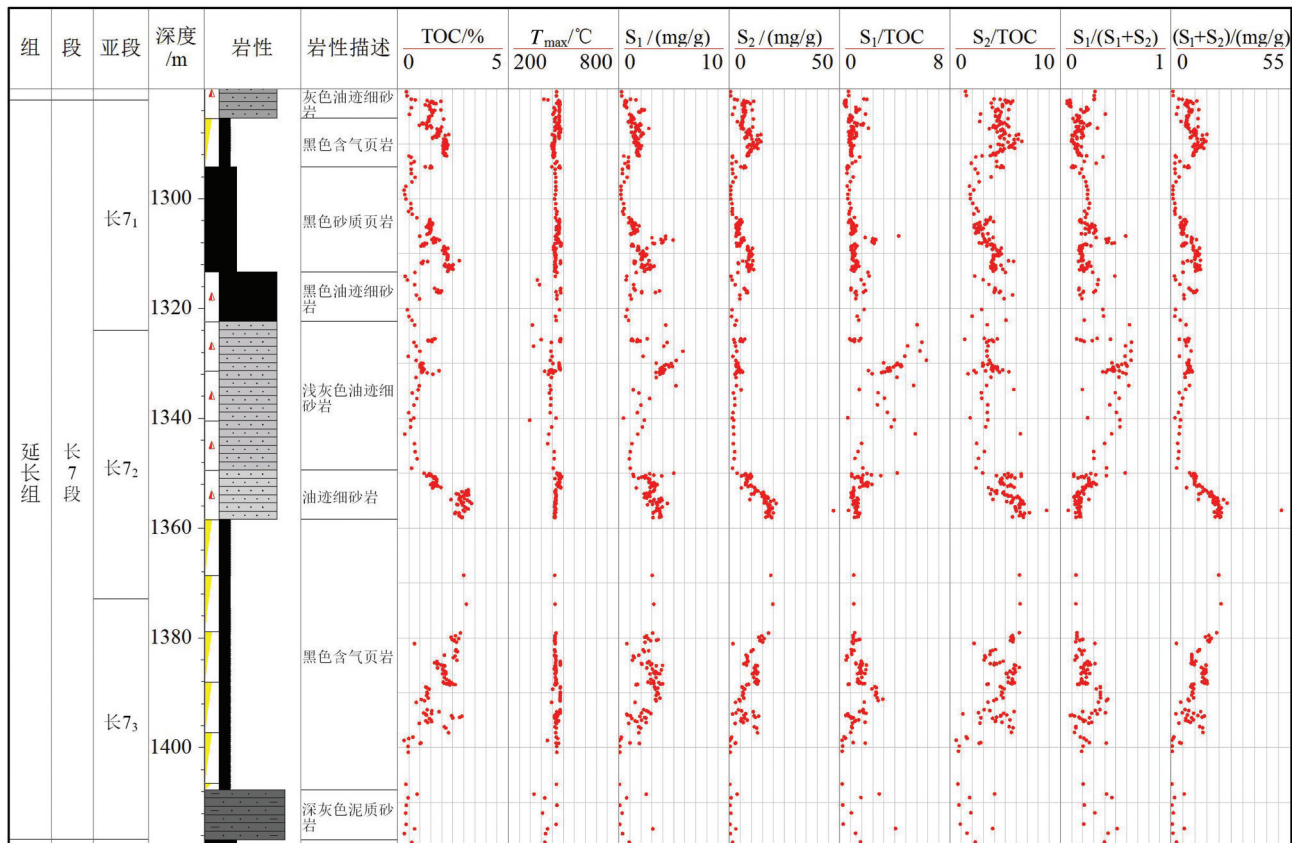 组 段 亚段 深度/m 岩性 岩性描述 TOC/% Tmax/℃ S₁/(mg/g) S₂/(mg/g) S₁/TOC S₂/TOC S₁/(S₁+S₂) (S₁+S₂)/(mg/g)
0 5 200 800 0 10 0 50 0 8 0 10 0 1 0 55
灰色油迹细砂
岩
黑色含气页岩
1300
黑色砂质页岩
长7₁
黑色油迹细砂
岩
1320
浅灰色油迹细
砂岩
1340
延长组
长7段
长7₂
油迹细砂岩
1360
1380
黑色含气页岩
长7₃
1400
深灰色泥质砂
岩